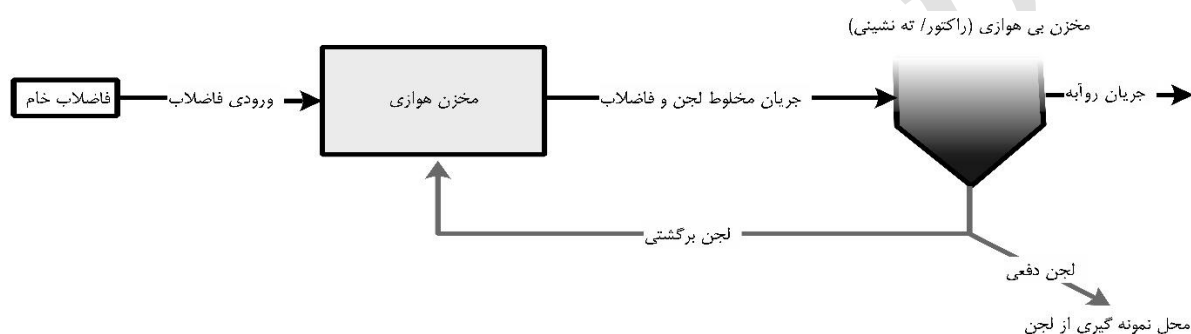 مخزن بی هوازی (راکتور/ ته نشینی)
فاضلاب خام
ورودی فاضلاب
مخزن هوازی
جریان مخلوط لجن و فاضلاب
جریان روآبه
لجن برگشتی
لجن دفعی
محل نمونه گیری از لجن